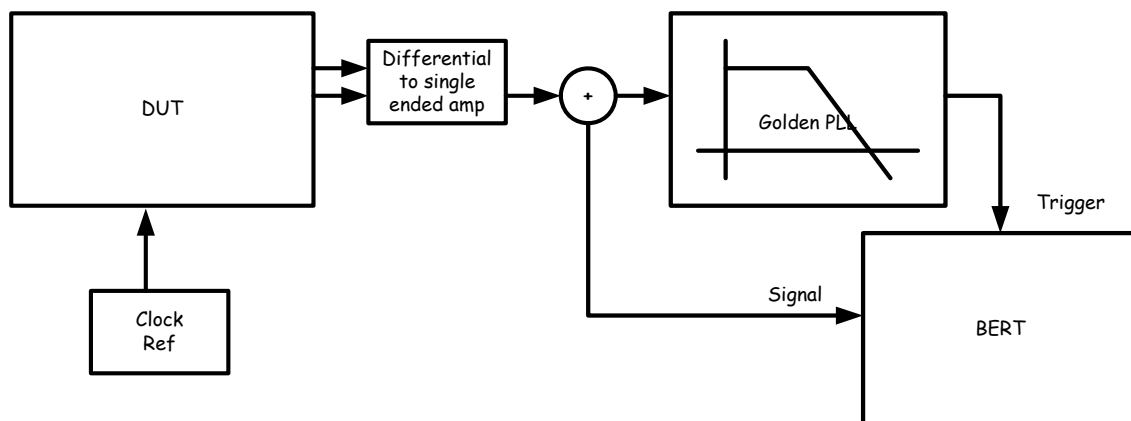 DUT
Differential
to single
ended amp
+
Golden PLL
Trigger
Signal
Clock
Ref
BERT